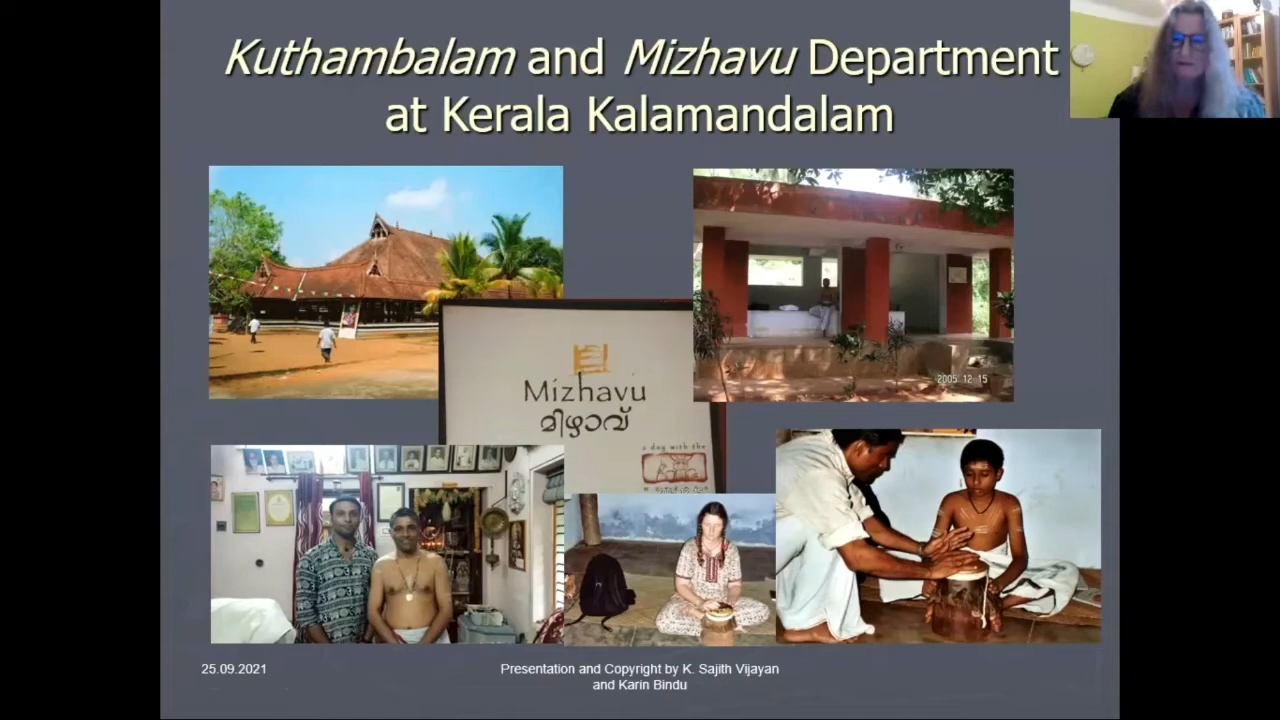 Kuthambalam and Mizhavu Department
at Kerala Kalamandalam
2005 12 15
Mizhavu
മിഴാവ്
a day with the
25.09.2021
Presentation and Copyright by K. Sajith Vijayan
and Karin Bindu